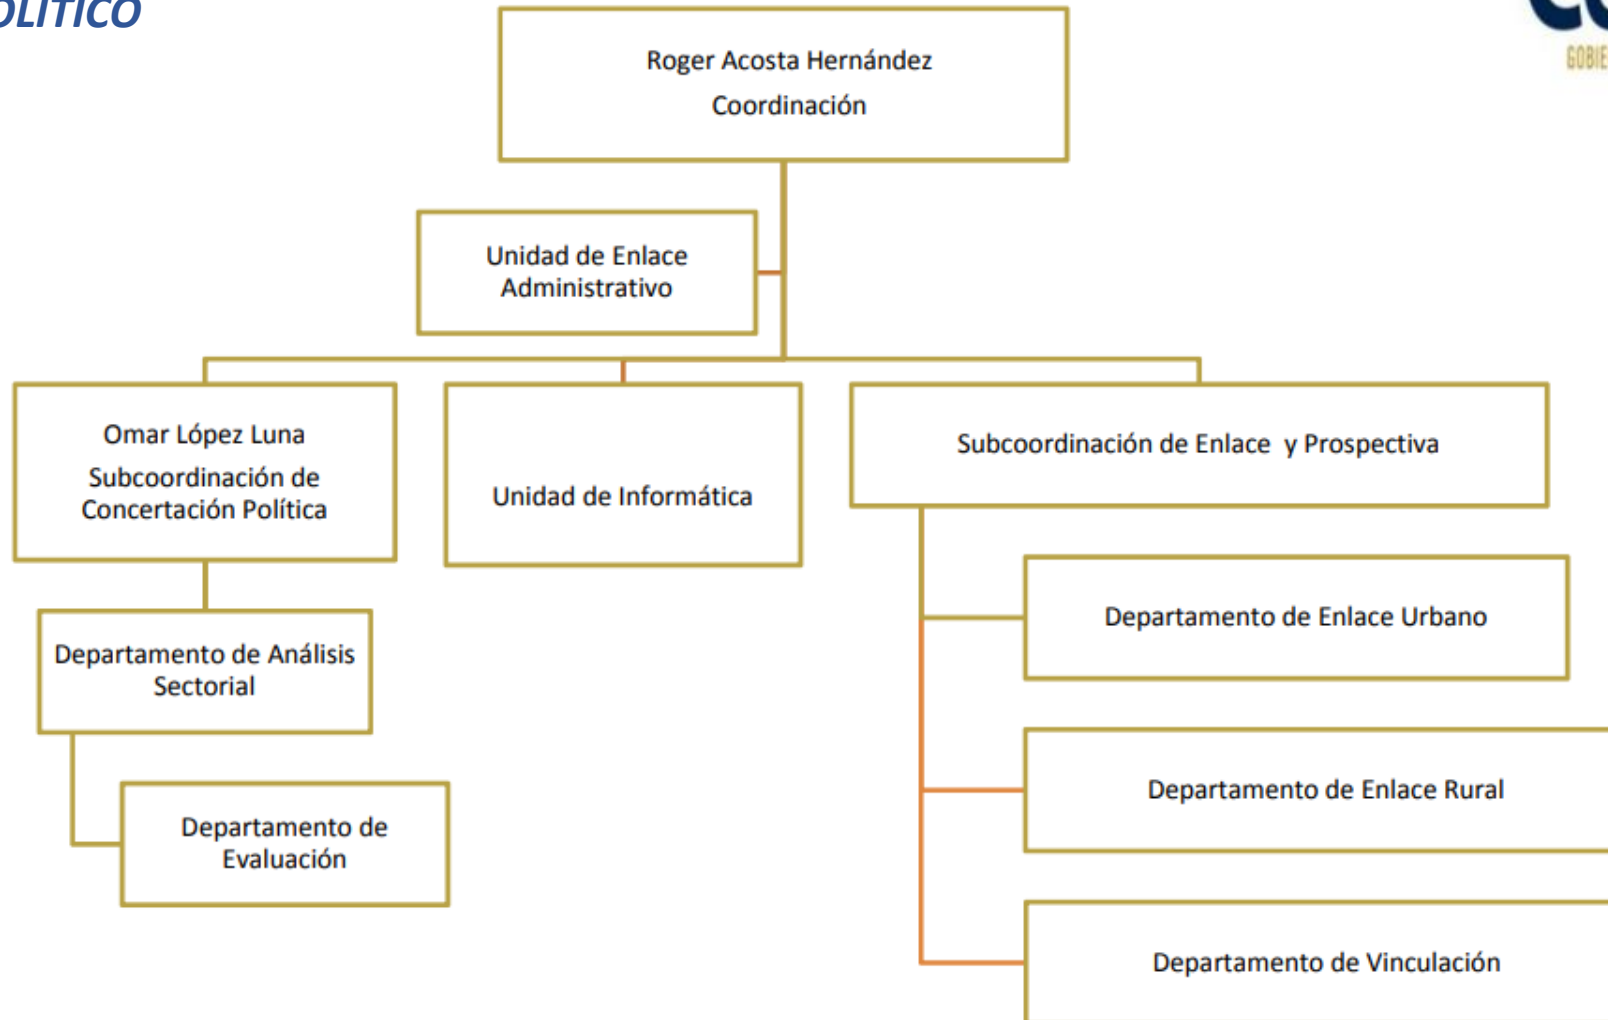 Roger Acosta Hernández
Coordinación
Unidad de Enlace
Administrativo
Omar López Luna
Subcoordinación de
Concertación Política
Unidad de Informática
Subcoordinación de Enlace y Prospectiva
Departamento de Análisis
Sectorial
Departamento de
Evaluación
Departamento de Enlace Urbano
Departamento de Enlace Rural
Departamento de Vinculación